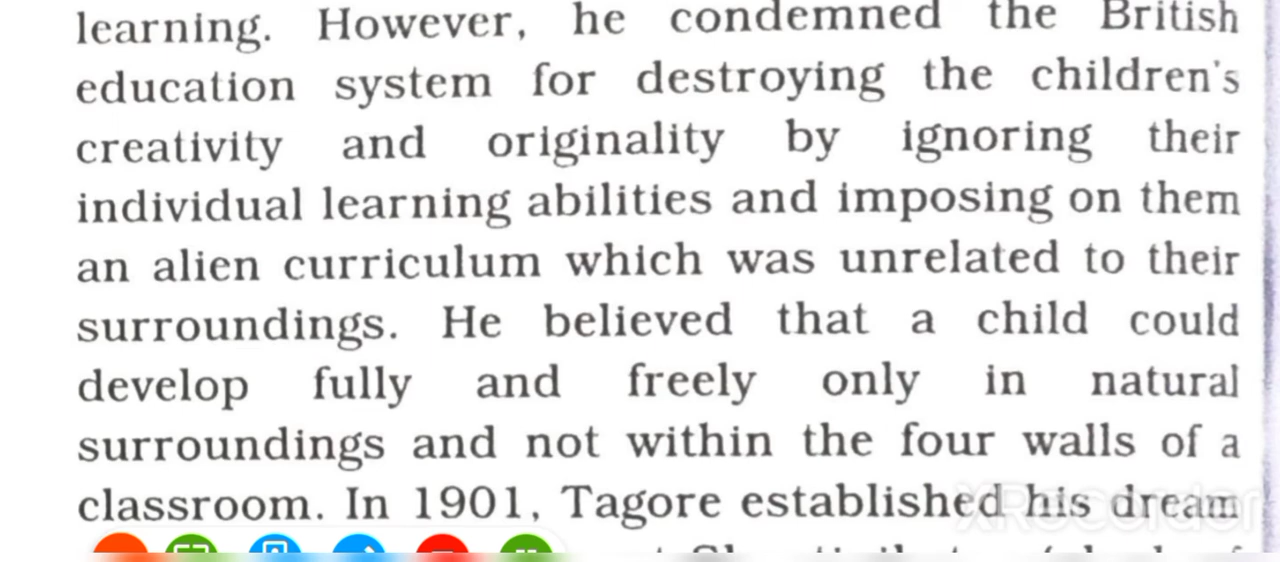 learning. However, he condemned the British
education system for destroying the children's
creativity and originality by ignoring their
individual learning abilities and imposing on them
an alien curriculum which was unrelated to their
surroundings. He believed that a child could
develop fully and freely only in natural
surroundings and not within the four walls of a
classroom. In 1901, Tagore established his dream
XRecorder